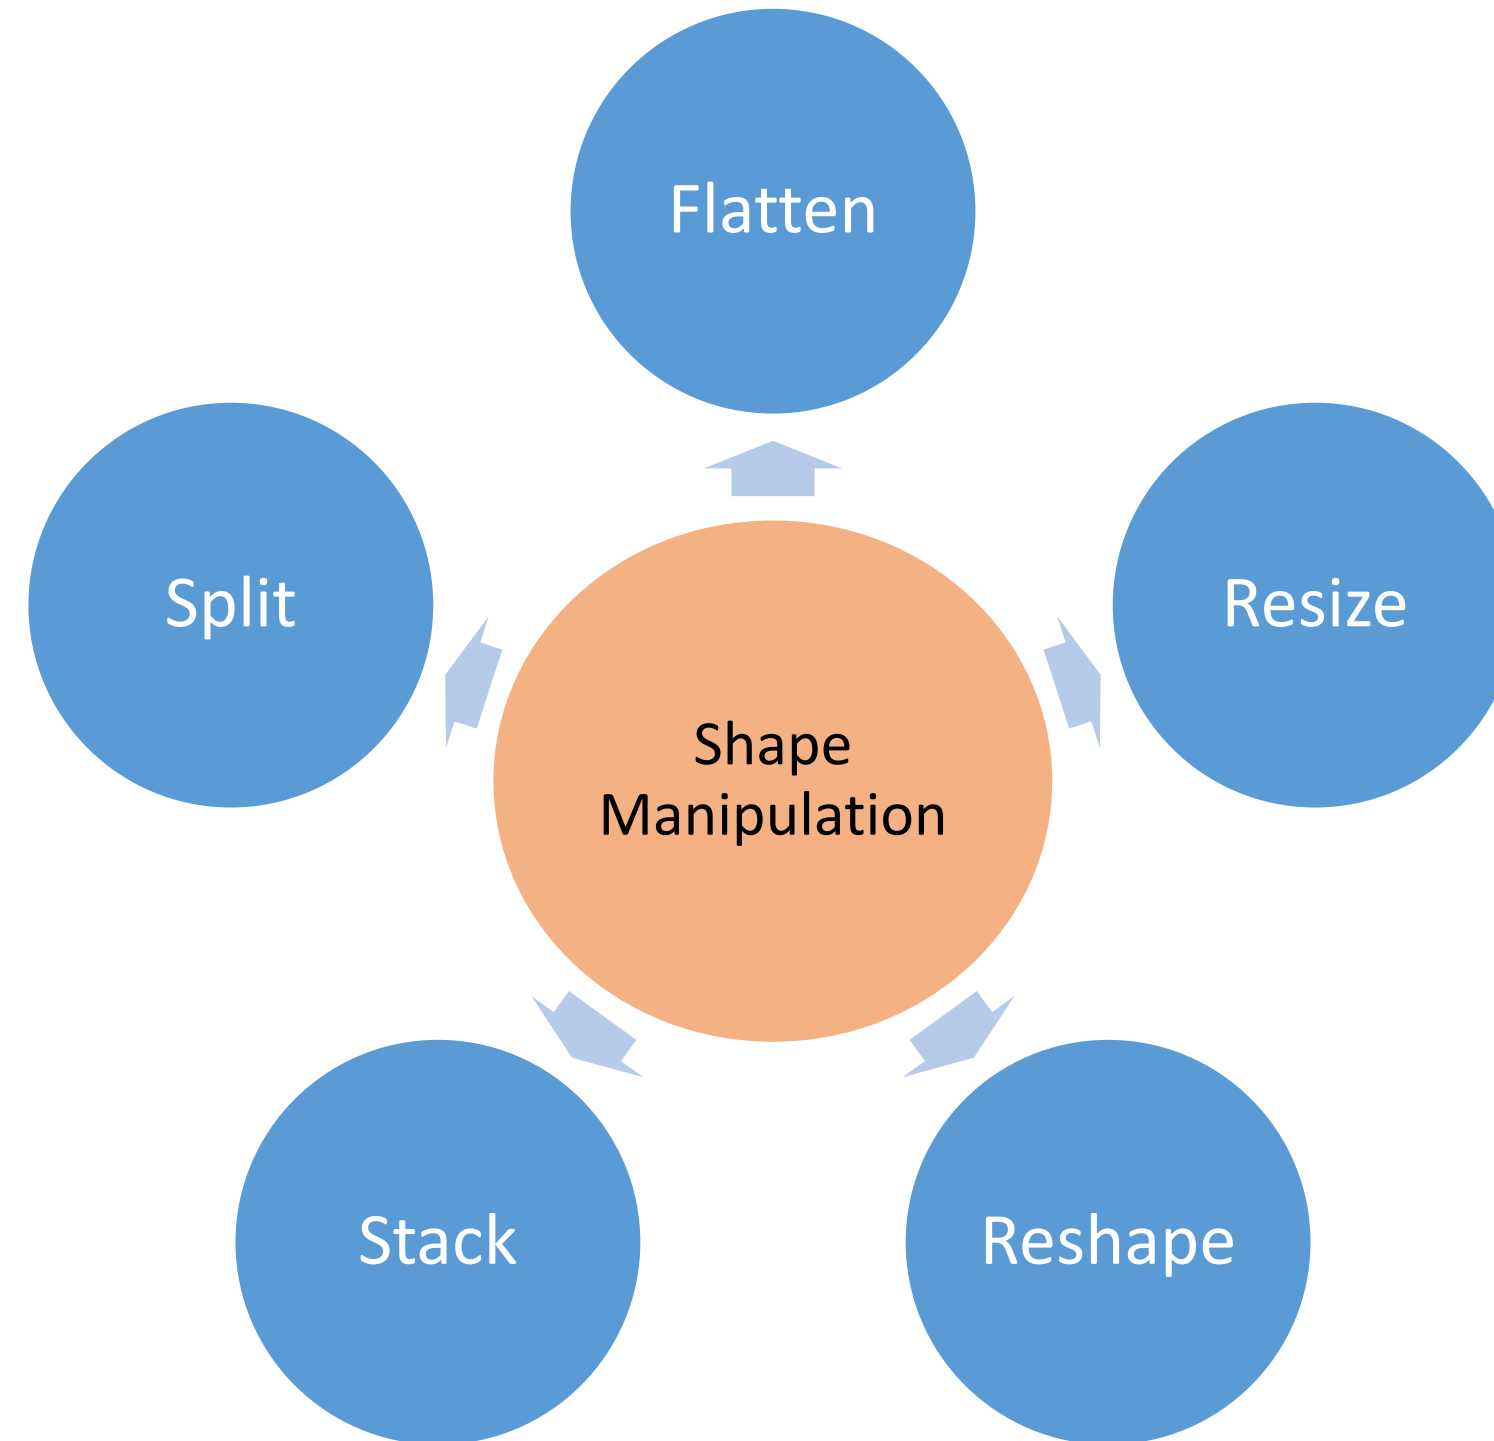 Flatten
Split
Resize
Shape
Manipulation
Stack
Reshape